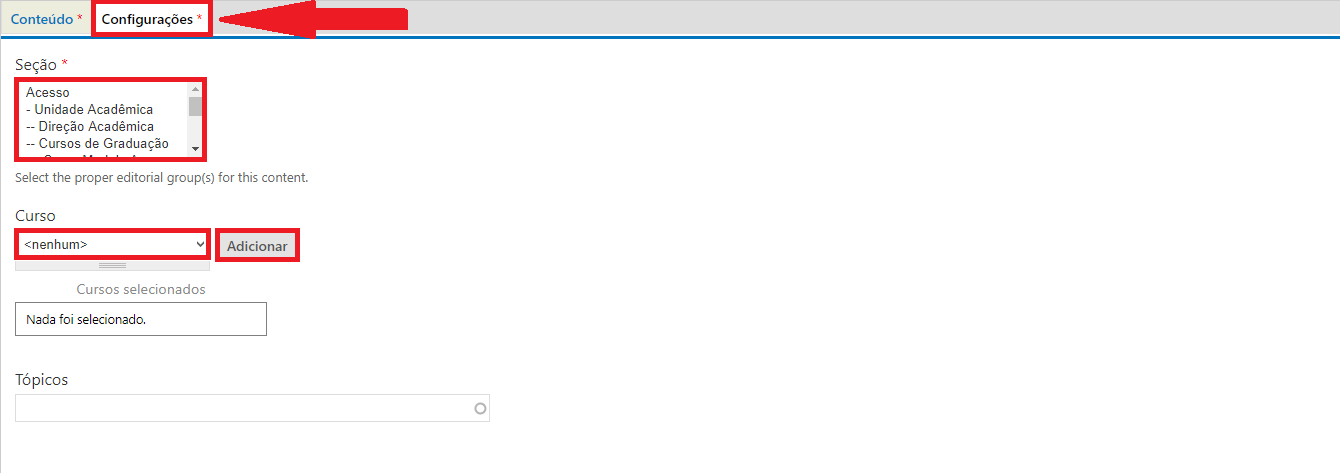 Conteúdo *
Configurações *
Seção *
Acesso
- Unidade Acadêmica
-- Direção Acadêmica
-- Cursos de Graduação
Select the proper editorial group(s) for this content.
Curso
<nenhum>
Adicionar
Cursos selecionados
Nada foi selecionado.
Tópicos